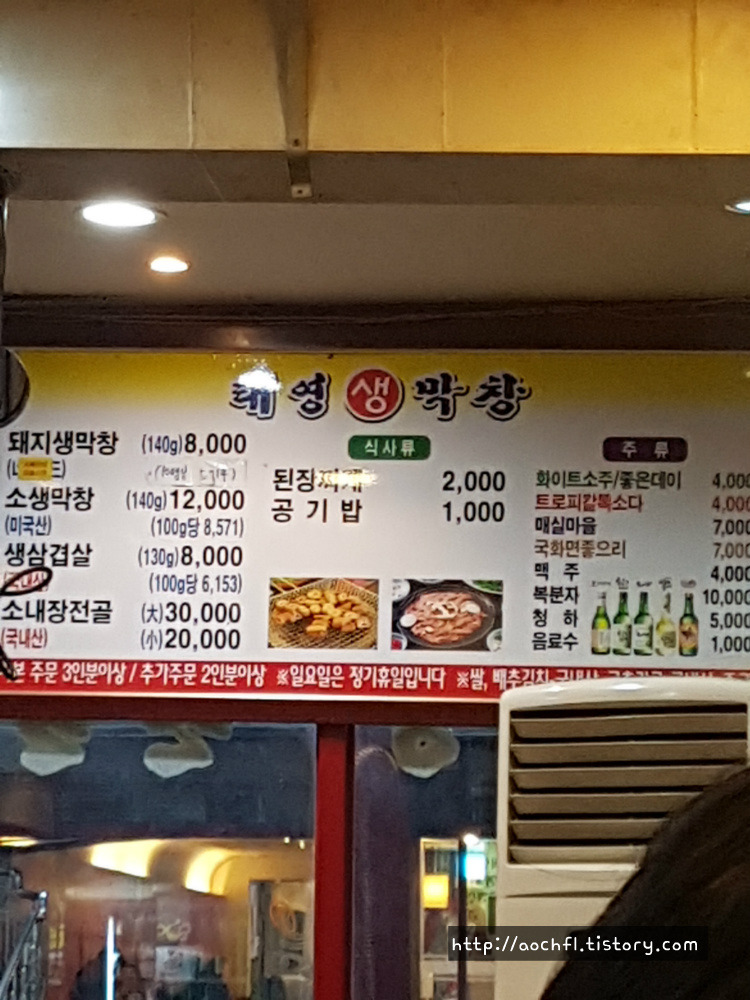 태영생막창
돼지생막창 (140g) 8,000
소생막창 (140g) 12,000
(미국산) (100g당 8,571)
생삼겹살 (130g) 8,000
(100g당 6,153)
소내장전골 (大) 30,000
(국내산) (小) 20,000
식사류
된장찌개 2,000
공기밥 1,000
주류
화이트소주/좋은데이 4,000
트로피칼톡소다 4,000
매실마을 7,000
국화면좋으리 7,000
맥주 4,000
복분자 10,000
청하 5,000
음료수 1,000
본 주문 3인분이상 / 추가주문 2인분이상 ※일요일은 정기휴일입니다 ※쌀, 배추김치
http://aochfl.tistory.com